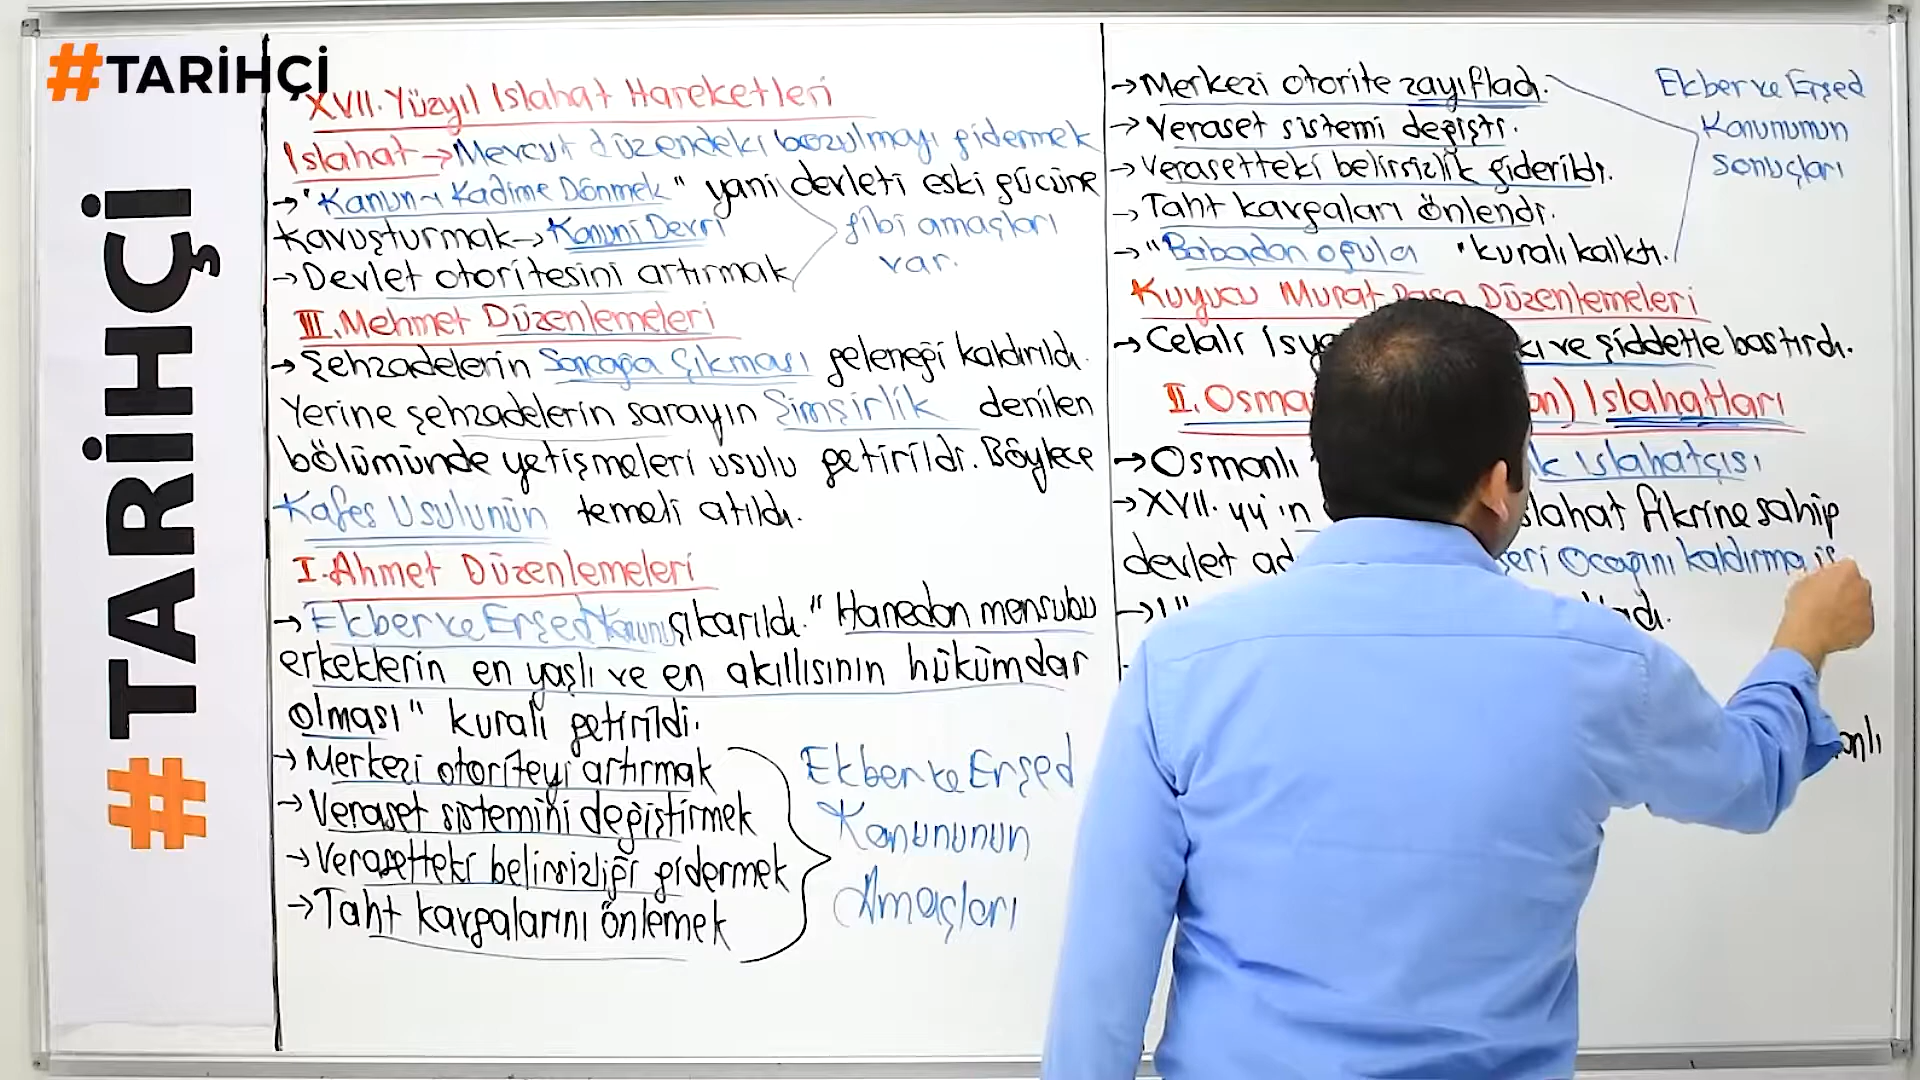 #TARİHÇİ
#TARİHÇİ
XVII. Yüzyıl Islahat Hareketleri
Islahat → Mevcut düzendeki bozulmayı gidermek
→ "Kanun-ı Kadime Dönmek" yani devleti eski gücüne
kavuşturmak → Kanuni Devri
→ Devlet otoritesini artırmak
gibi amaçları
var.
III. Mehmet Düzenlemeleri
→ Şehzadelerin Sancağa Çıkması geleneği kaldırıldı.
Yerine şehzadelerin sarayın Şimşirlik denilen
bölümünde yetişmeleri usulu getirildi. Böylece
Kafes Usulunün temeli atıldı.
I. Ahmet Düzenlemeleri
→ Ekber ve Erşed Kanunu çıkarıldı. "Hanedan mensubu
erkeklerin en yaşlı ve en akıllısının hükümdar
olması" kuralı getirildi.
→ Merkezi otoriteyi artırmak
→ Veraset sistemini değiştirmek
→ Verasetteki belirsizliği gidermek
→ Taht kavgalarını önlemek
Ekber ve Erşed
Kanununun
Amaçları
→ Merkezi otorite zayıfladı.
→ Veraset sistemi değişti.
→ Verasetteki belirsizlik giderildi.
→ Taht kavgaları önlendi.
→ "Babadan oğula" kuralı kalktı.
Ekber ve Erşed
Kanununun
Sonuçları
Kuyucu Murat Paşa Düzenlemeleri
→ Celali şiddetle bastırdı.
II. Islahatları
→ Osmanlı ıslahatçısı
→ XVII. yy'in fikrine sahip
devlet Ocağını kaldırma